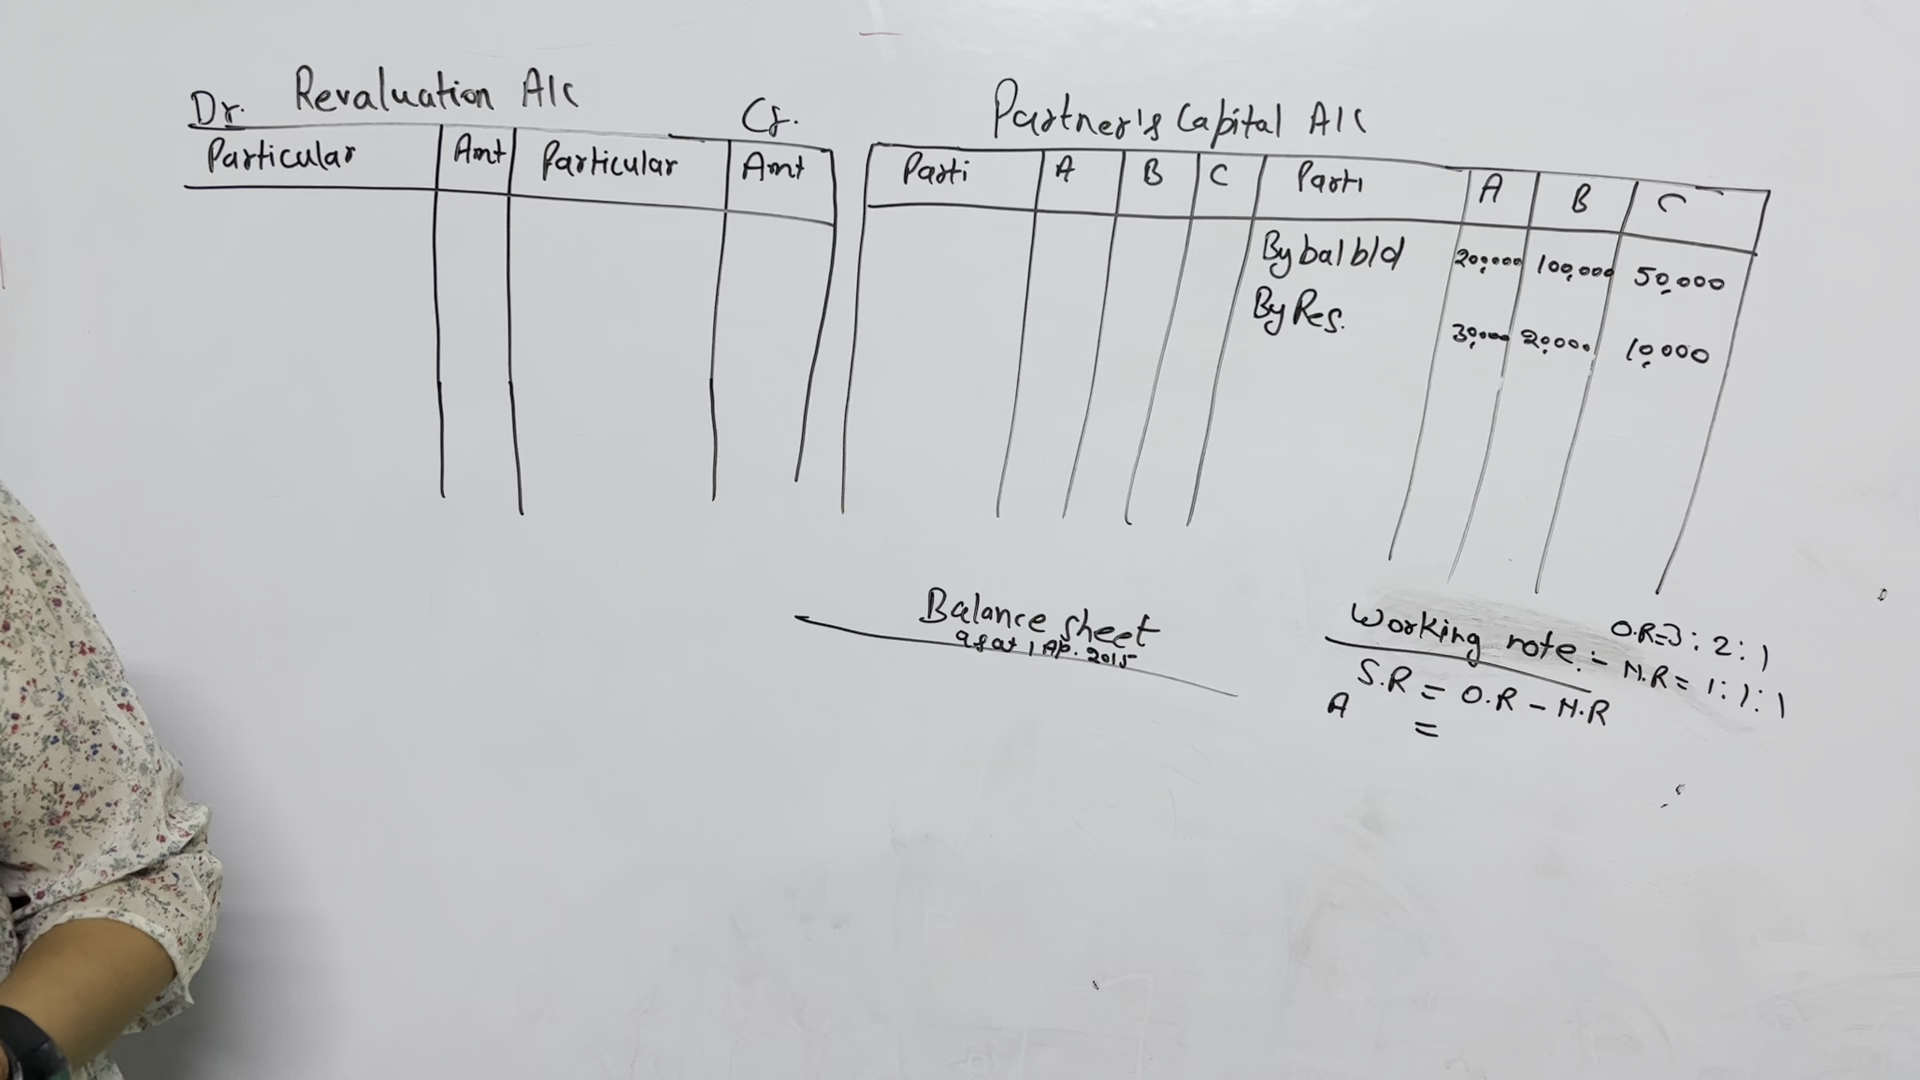 Dr. Revaluation A/c Cr.
Particular Amt Particular Amt
Partner's Capital A/c
Parti A B C Parti A B C
By bal b/d 200,000 100,000 50,000
By Res. 30,000 20,000 10,000
Balance sheet
as at 1 Ap. 2015
Working note:-
O.R=3:2:1
N.R= 1:1:1
S.R = O.R - N.R
A =